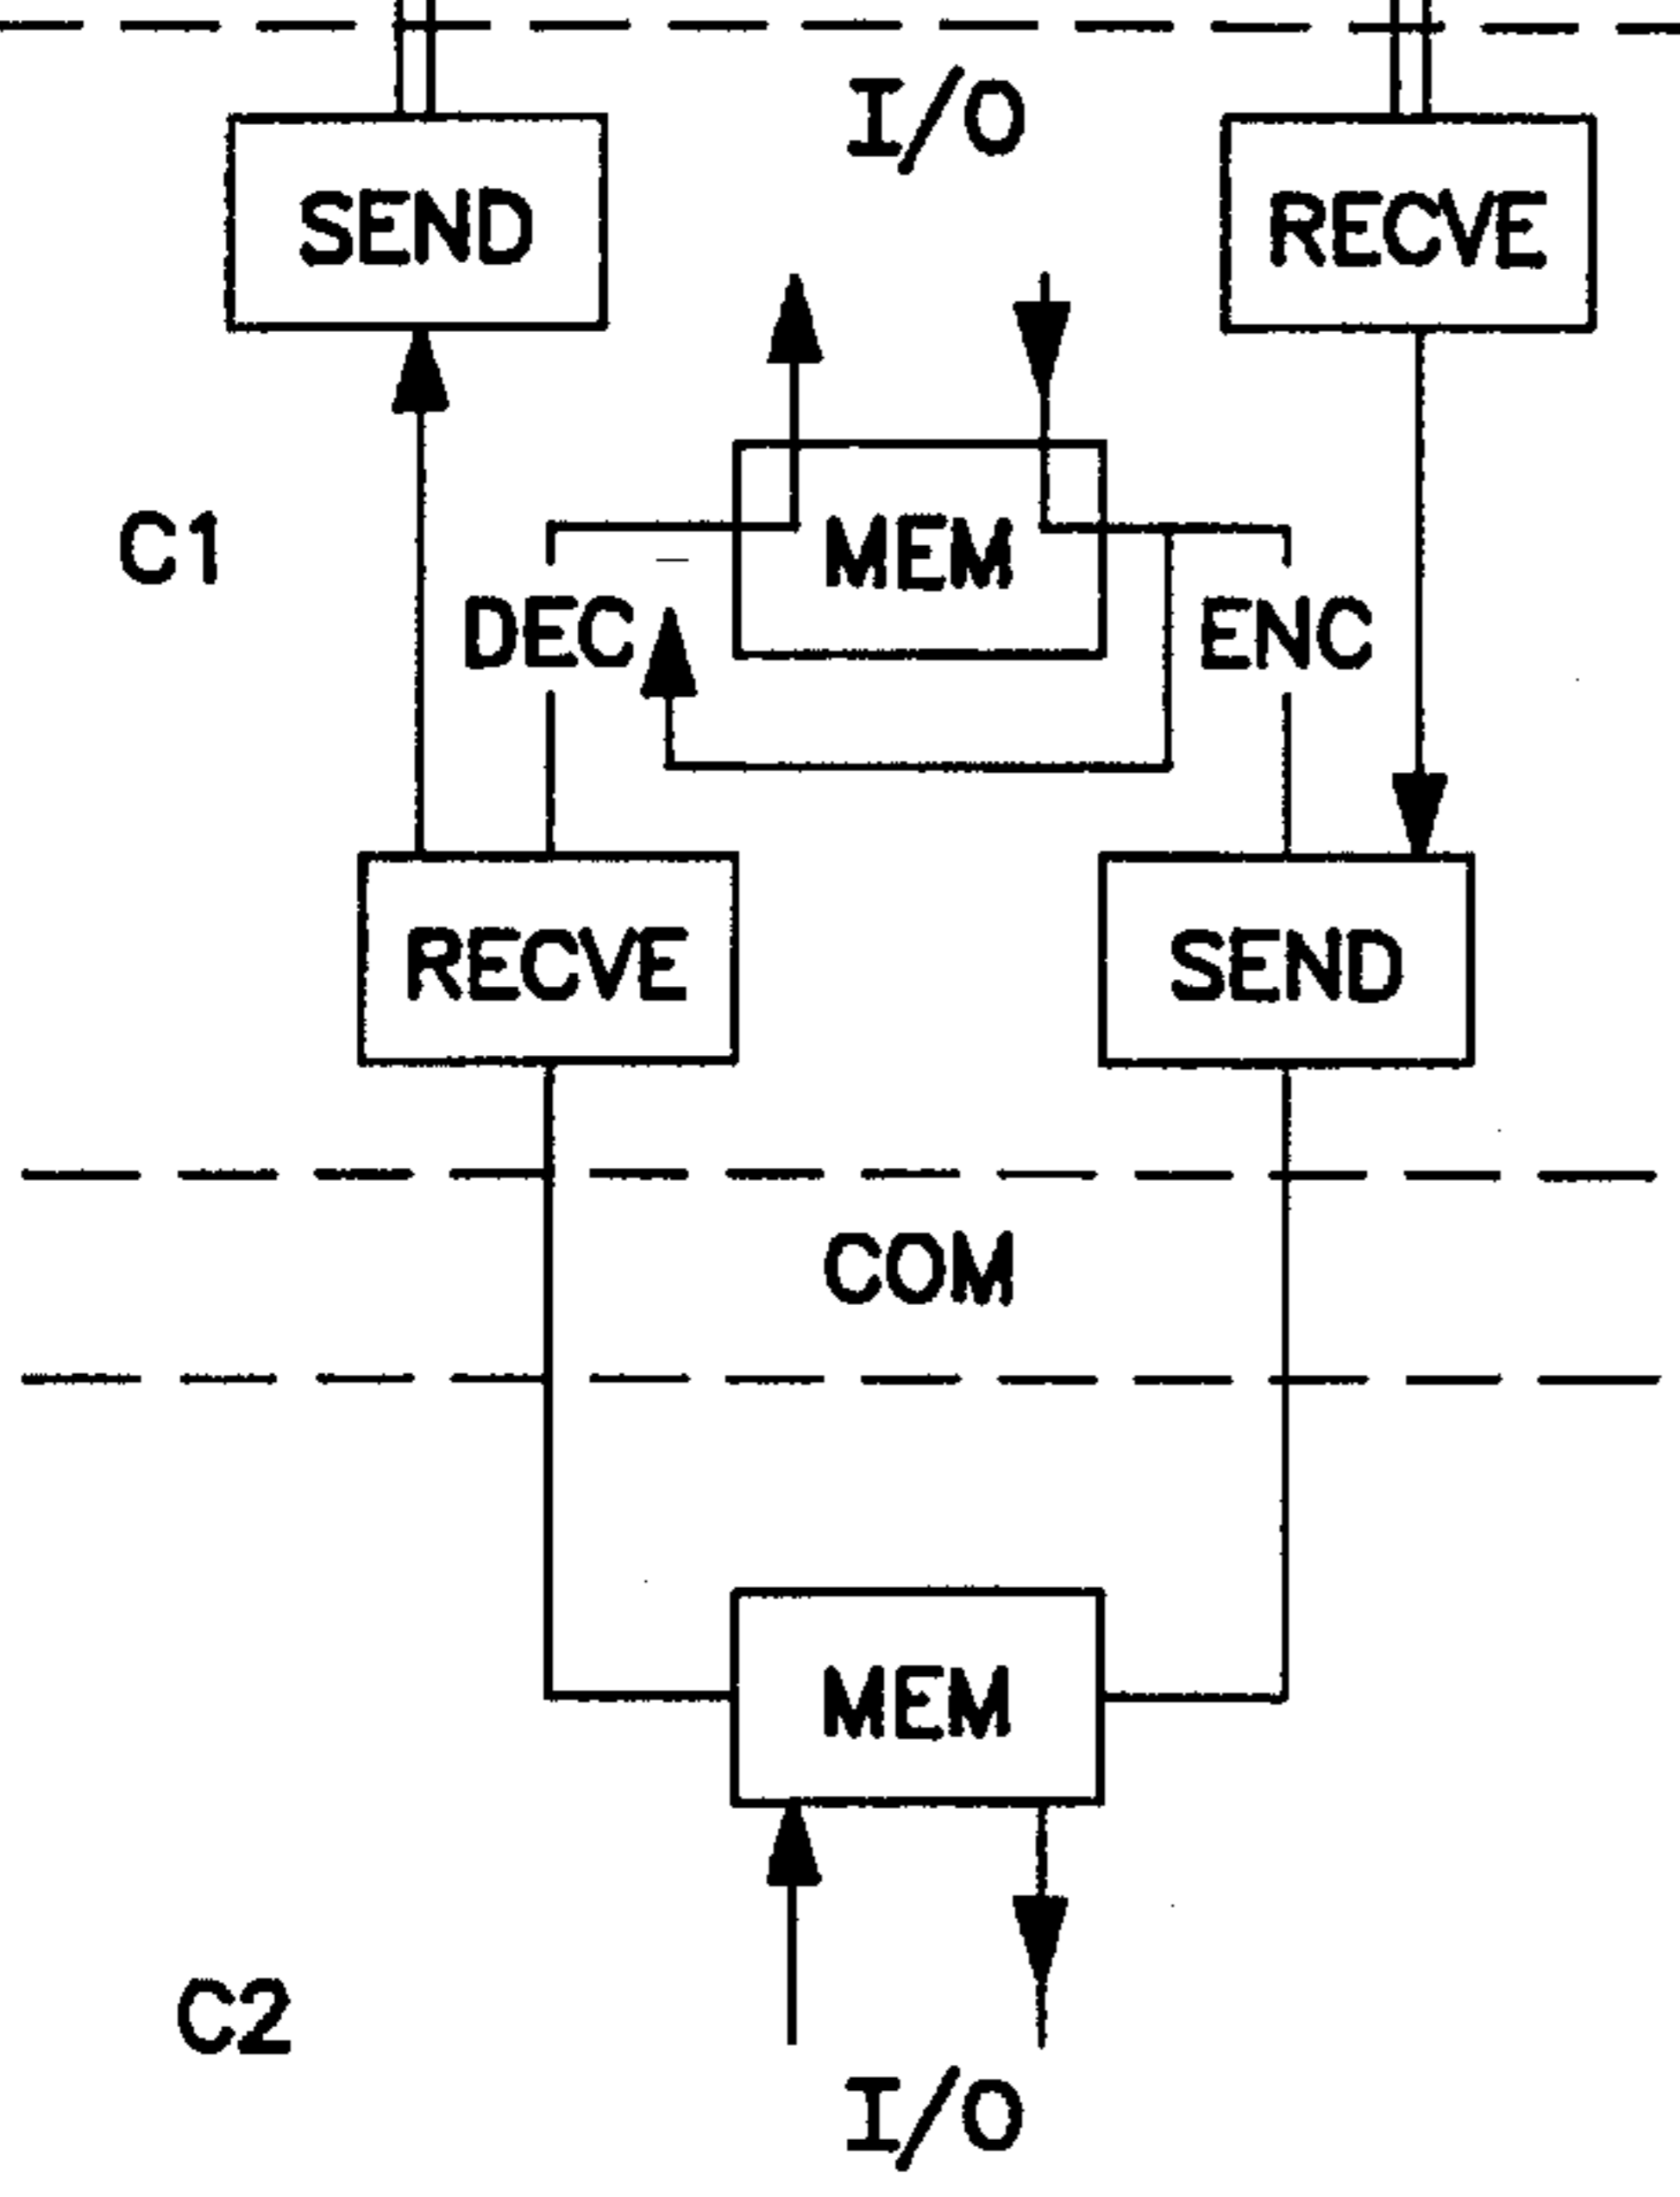 I/O
SEND
RECVE
C1
MEM
DEC
ENC
RECVE
SEND
COM
MEM
C2
I/O